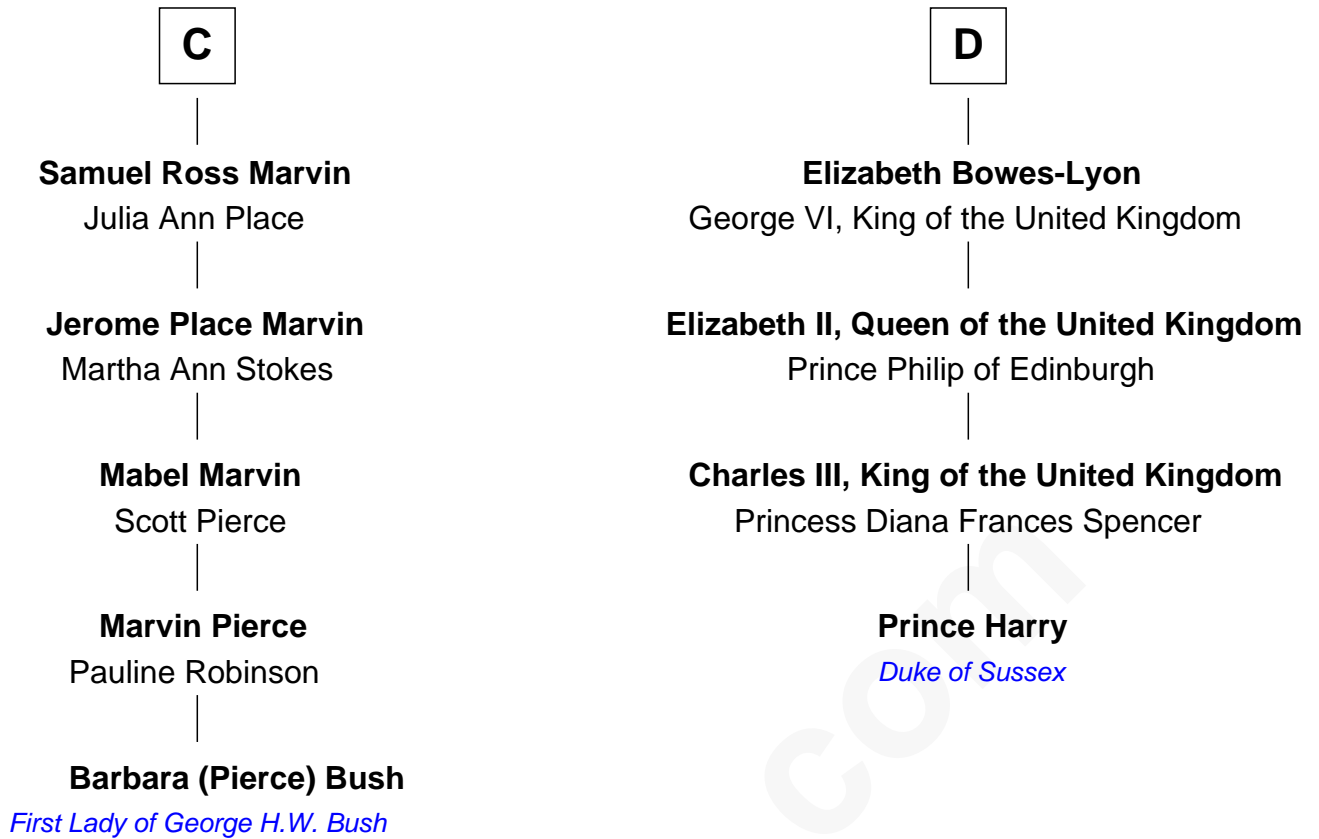 C
Samuel Ross Marvin
Julia Ann Place
Jerome Place Marvin
Martha Ann Stokes
Mabel Marvin
Scott Pierce
Marvin Pierce
Pauline Robinson
Barbara (Pierce) Bush
First Lady of George H.W. Bush
D
Elizabeth Bowes-Lyon
George VI, King of the United Kingdom
Elizabeth II, Queen of the United Kingdom
Prince Philip of Edinburgh
Charles III, King of the United Kingdom
Princess Diana Frances Spencer
Prince Harry
Duke of Sussex
com